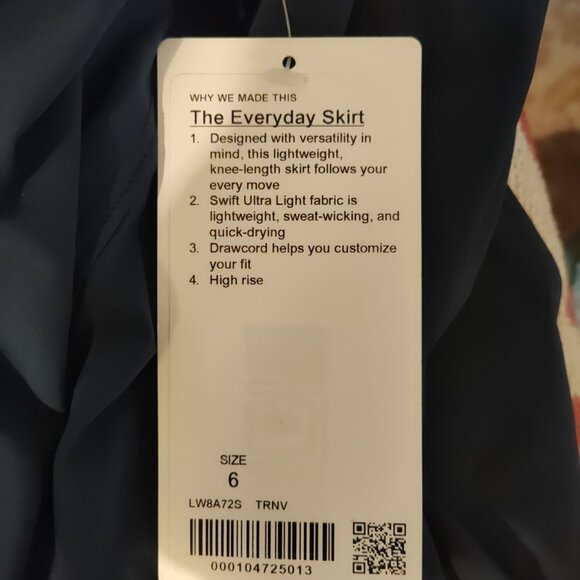 WHY WE MADE THIS
The Everyday Skirt
1. Designed with versatility in
mind, this lightweight,
knee-length skirt follows your
every move
2. Swift Ultra Light fabric is
lightweight, sweat-wicking, and
quick-drying
3. Drawcord helps you customize
your fit
4. High rise
SIZE
6
LW8A72S TRNV
000104725013